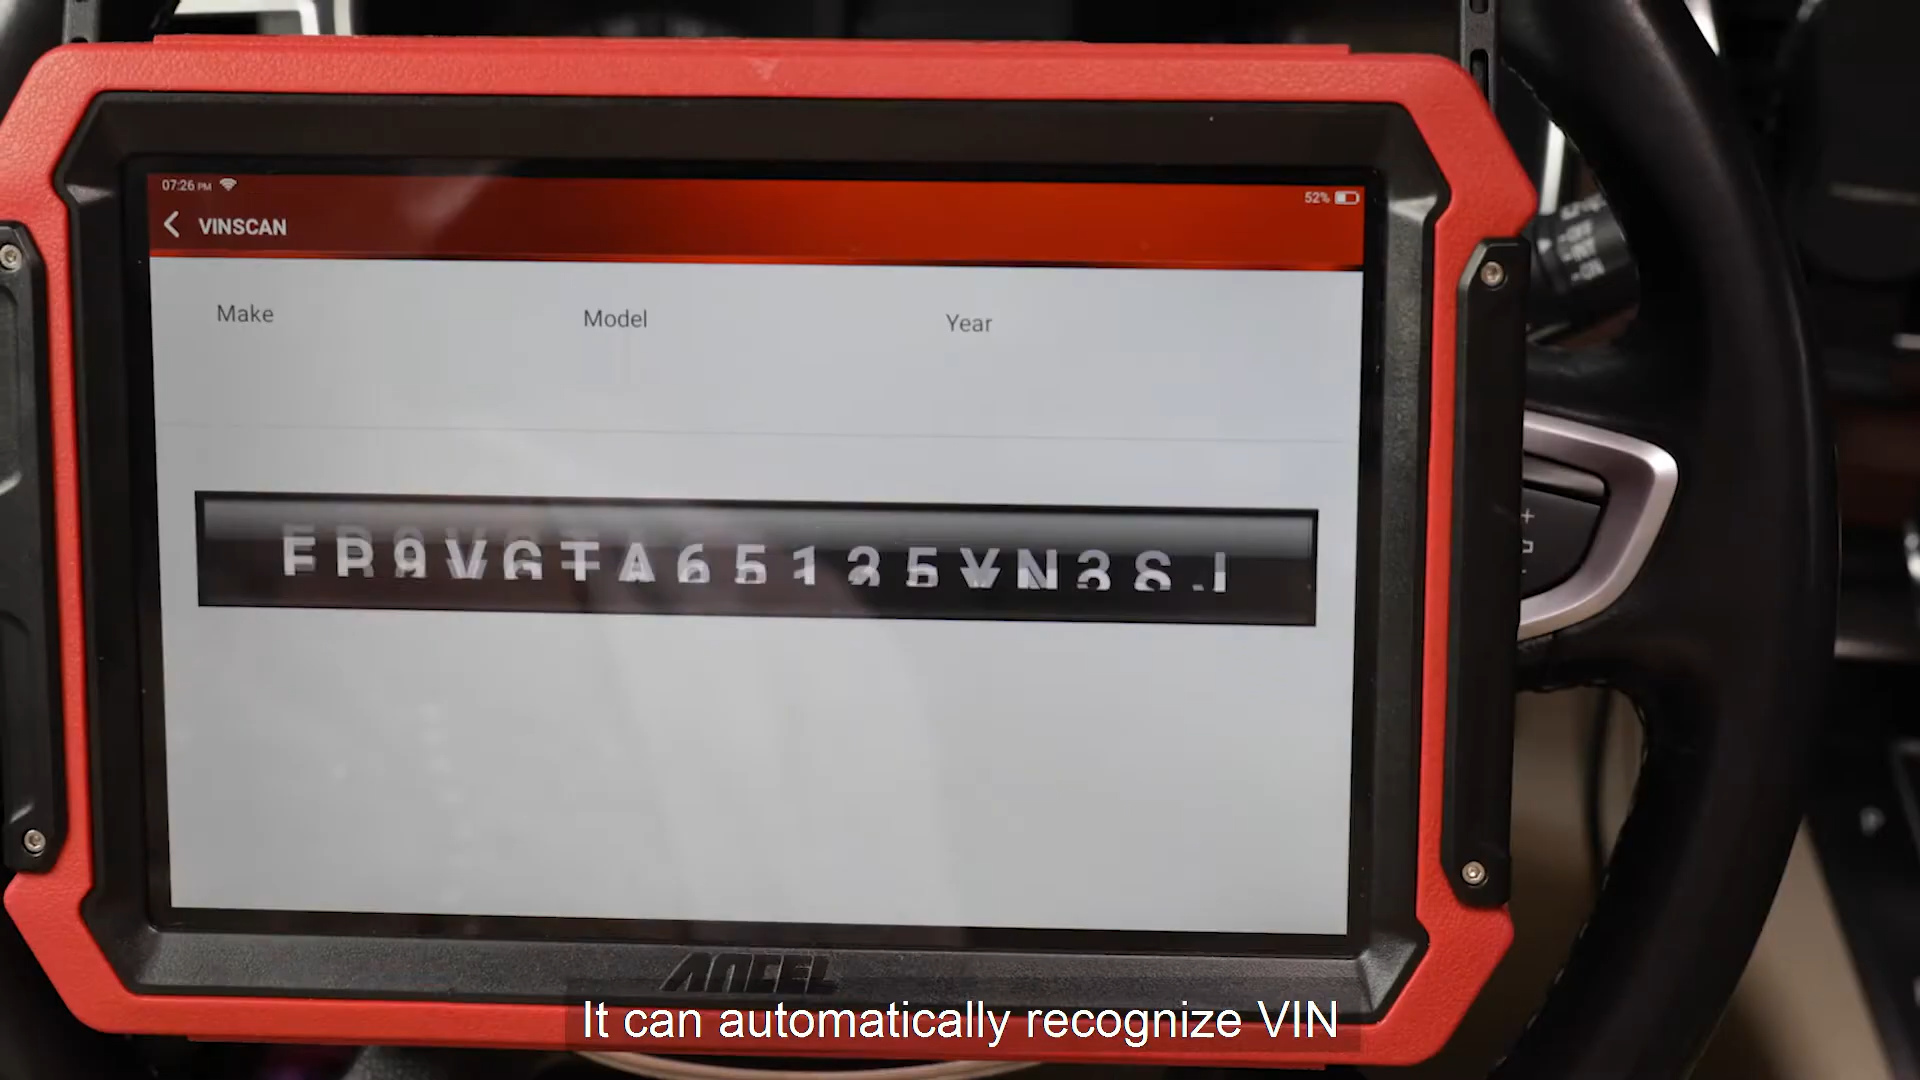 07:26 PM
52%
VINSCAN
Make
Model
Year
ANCEL
It can automatically recognize VIN